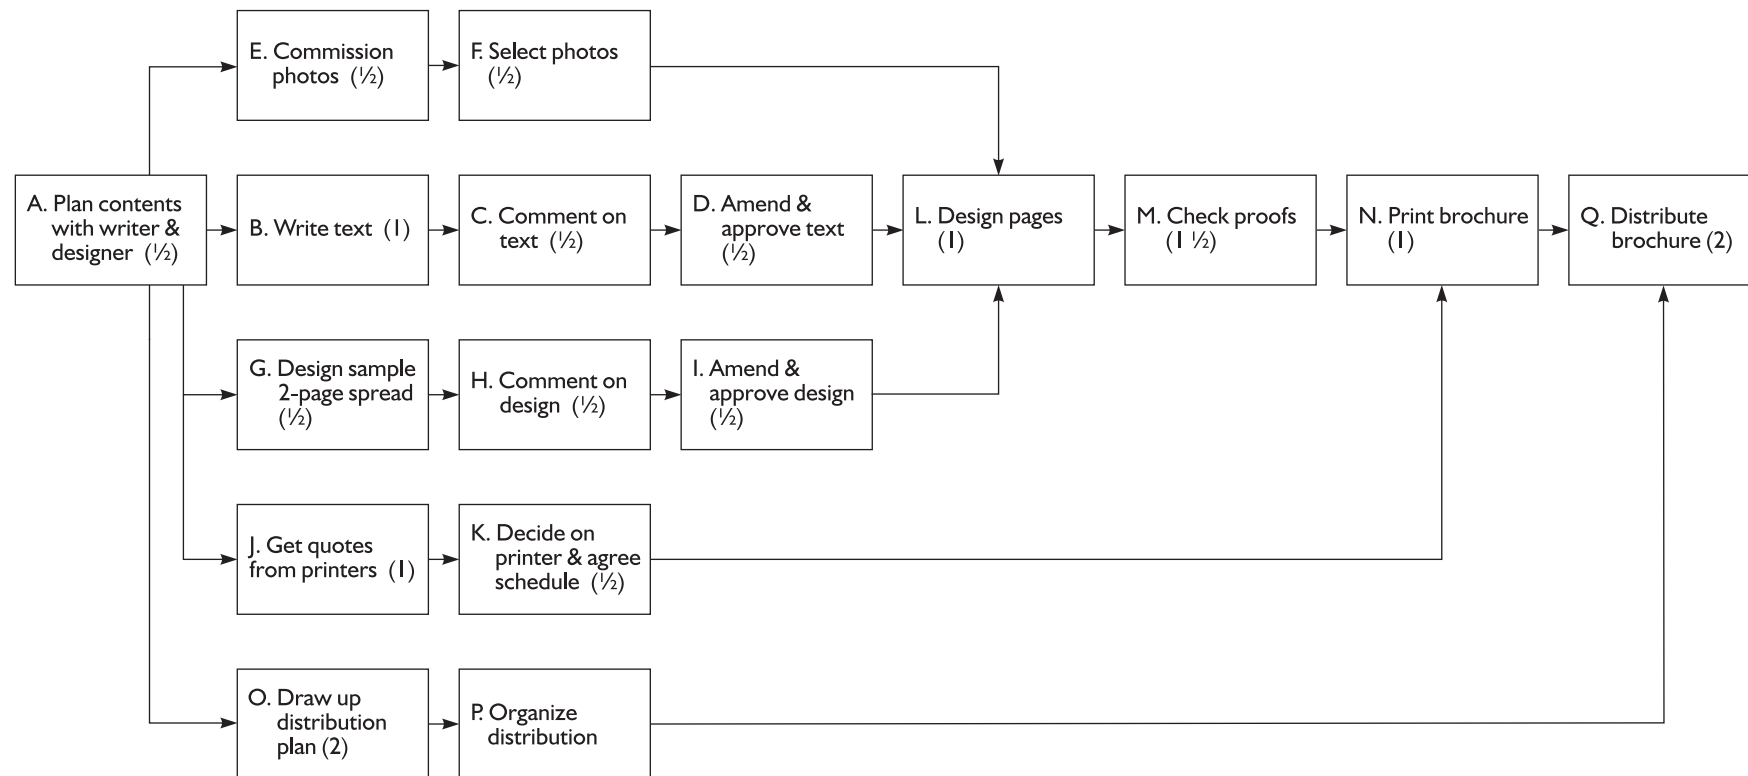 E. Commission
photos (½)
F. Select photos
(½)
A. Plan contents
with writer &
designer (½)
B. Write text (1)
C. Comment on
text (½)
D. Amend &
approve text
(½)
L. Design pages
(1)
M. Check proofs
(1 ½)
N. Print brochure
(1)
Q. Distribute
brochure (2)
G. Design sample
2-page spread
(½)
H. Comment on
design (½)
I. Amend &
approve design
(½)
J. Get quotes
from printers (1)
K. Decide on
printer & agree
schedule (½)
O. Draw up
distribution
plan (2)
P. Organize
distribution